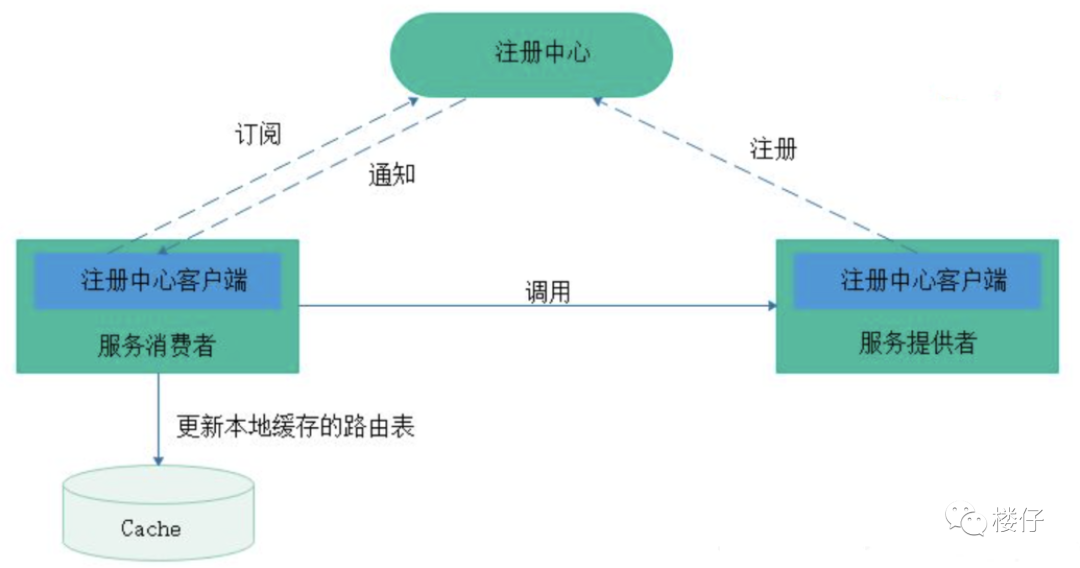 注册中心
订阅
通知
注册
注册中心客户端
服务消费者
调用
注册中心客户端
服务提供者
更新本地缓存的路由表
Cache
楼仔